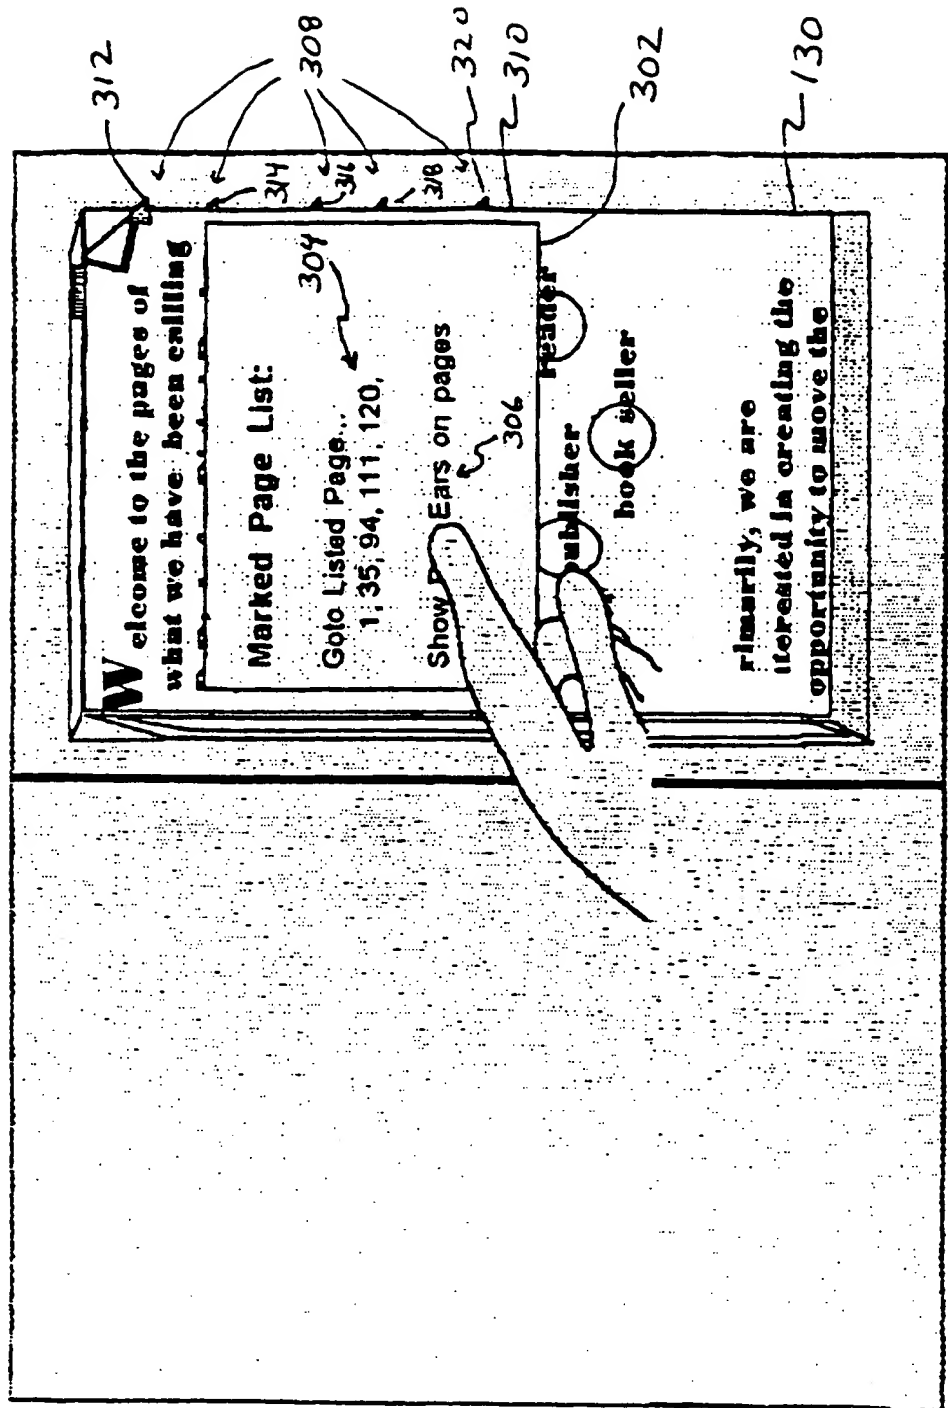 312
308
320
310
302
130
314
316
318
W elcome to the pages of
what we have been calling
Marked Page List:
304
Goto Listed Page...
1, 35, 94, 111, 120,
Show Ears on pages
306
reader
ublisher
book seller
rimarily, we are
itereated in creating the
opportunity to move the